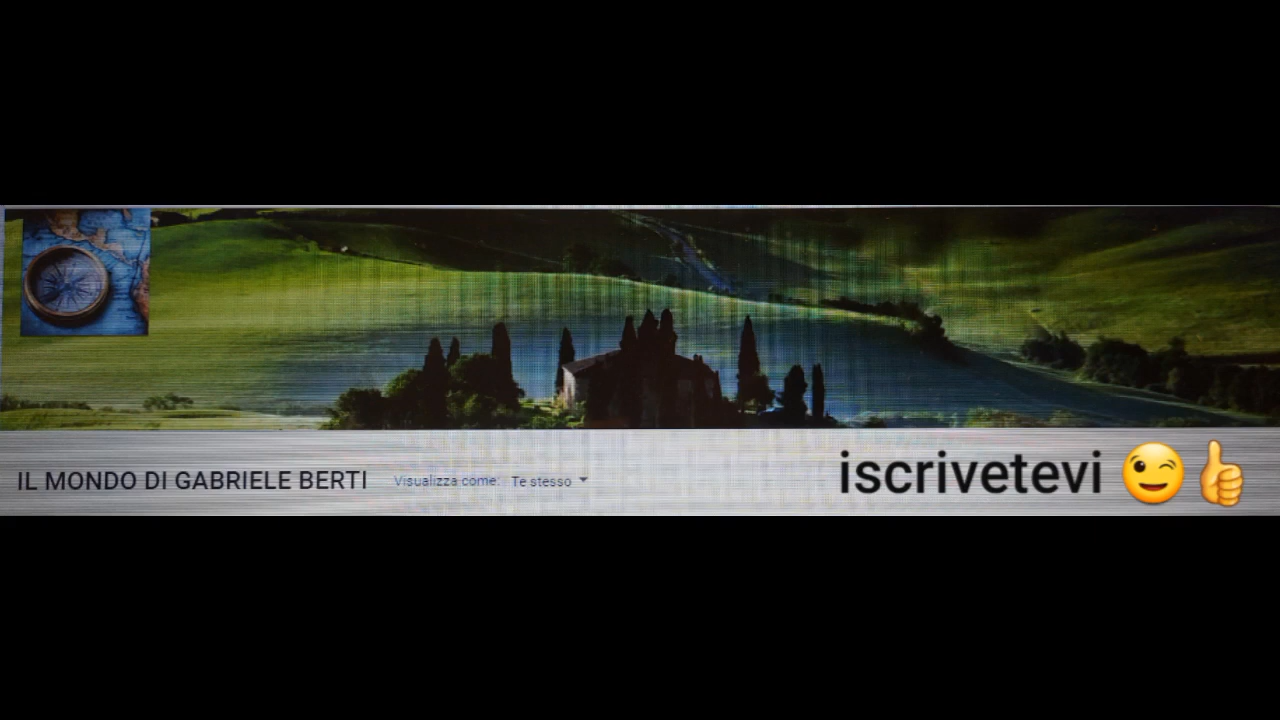 IL MONDO DI GABRIELE BERTI Visualizza come: Te stesso iscrivetevi 😉👍